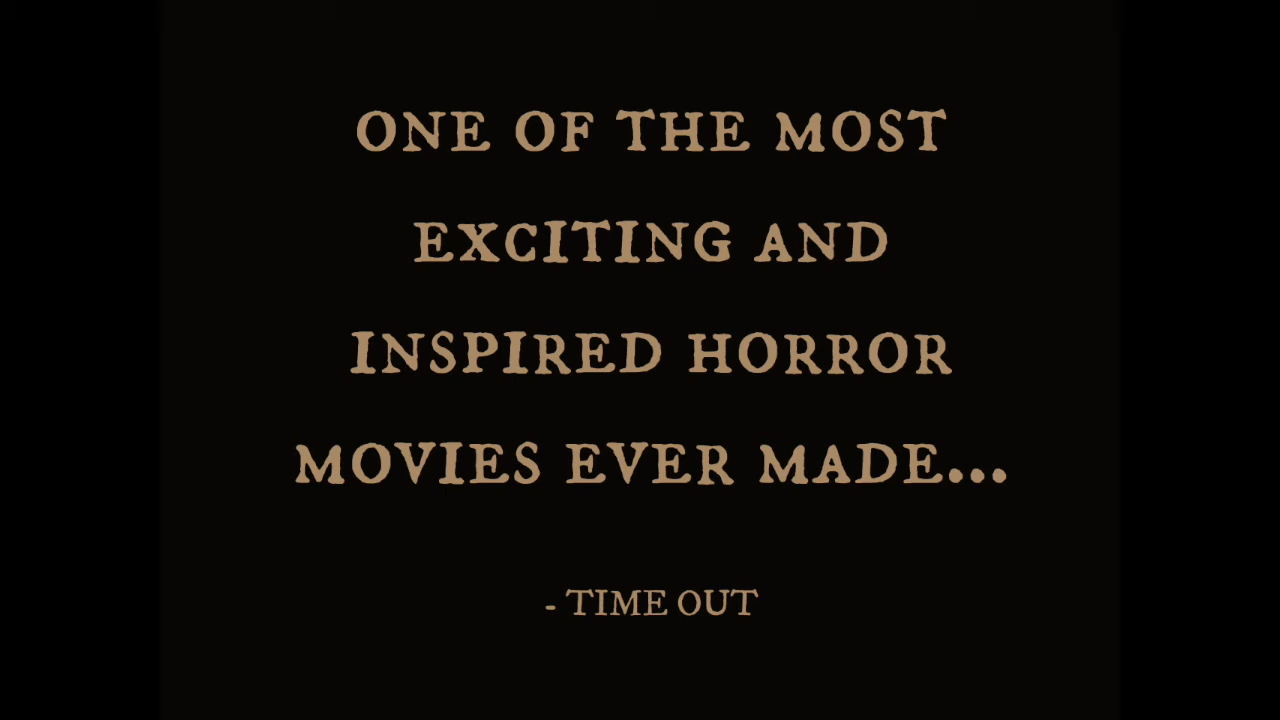 ONE OF THE MOST
EXCITING AND
INSPIRED HORROR
MOVIES EVER MADE...
- TIME OUT